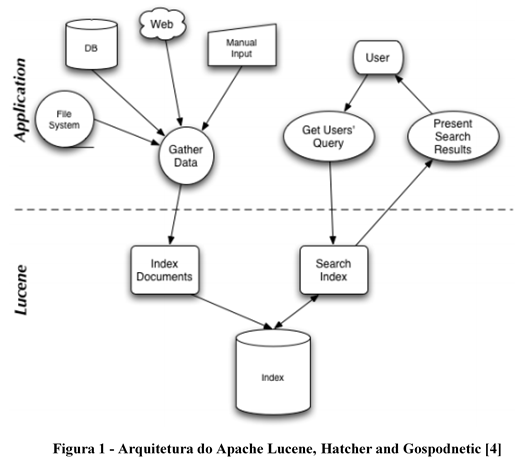 Application
Web
DB
Manual
Input
File
System
Gather
Data
User
Get Users'
Query
Present
Search
Results
Lucene
Index
Documents
Search
Index
Index
Figura 1 - Arquitetura do Apache Lucene, Hatcher and Gospodnetic [4]